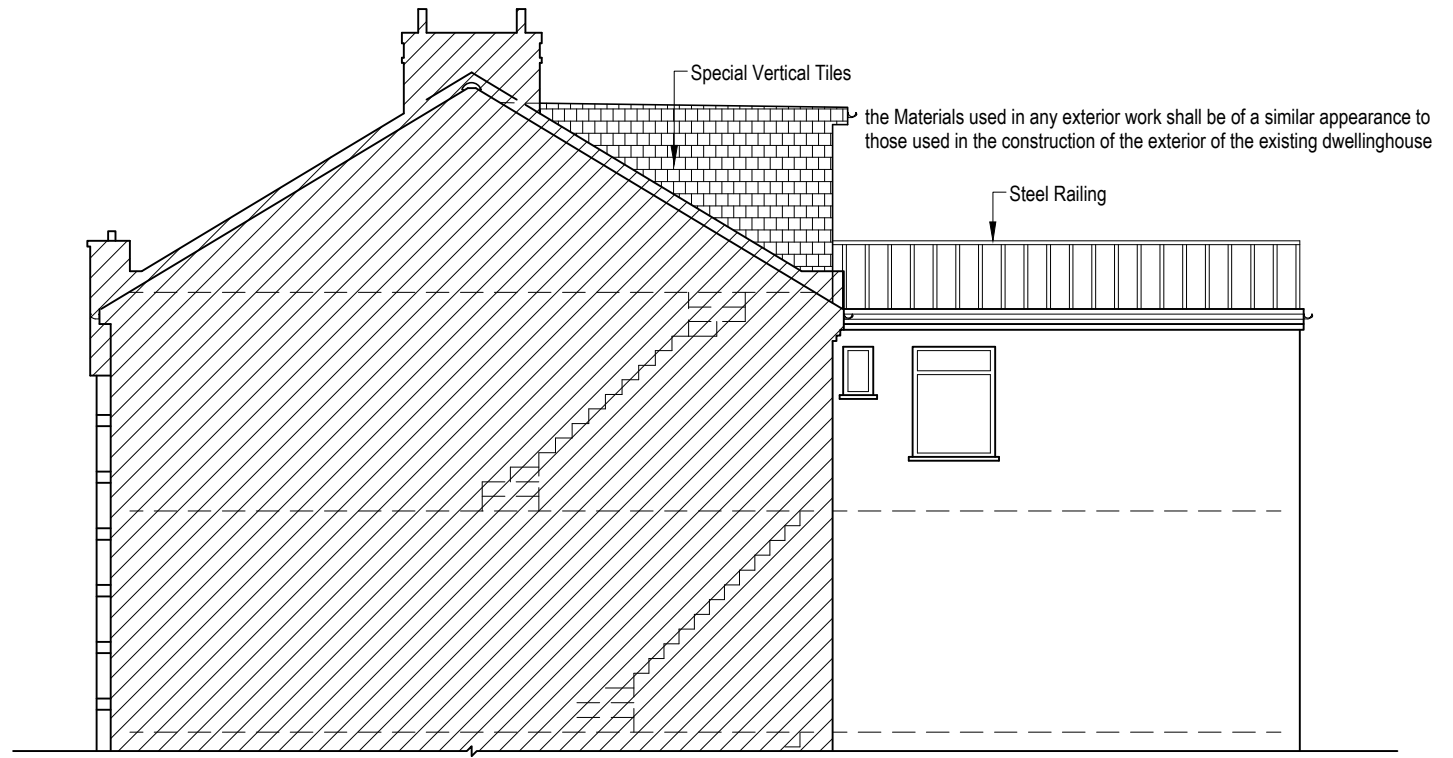 Special Vertical Tiles
the Materials used in any exterior work shall be of a similar appearance to
those used in the construction of the exterior of the existing dwellinghouse
Steel Railing